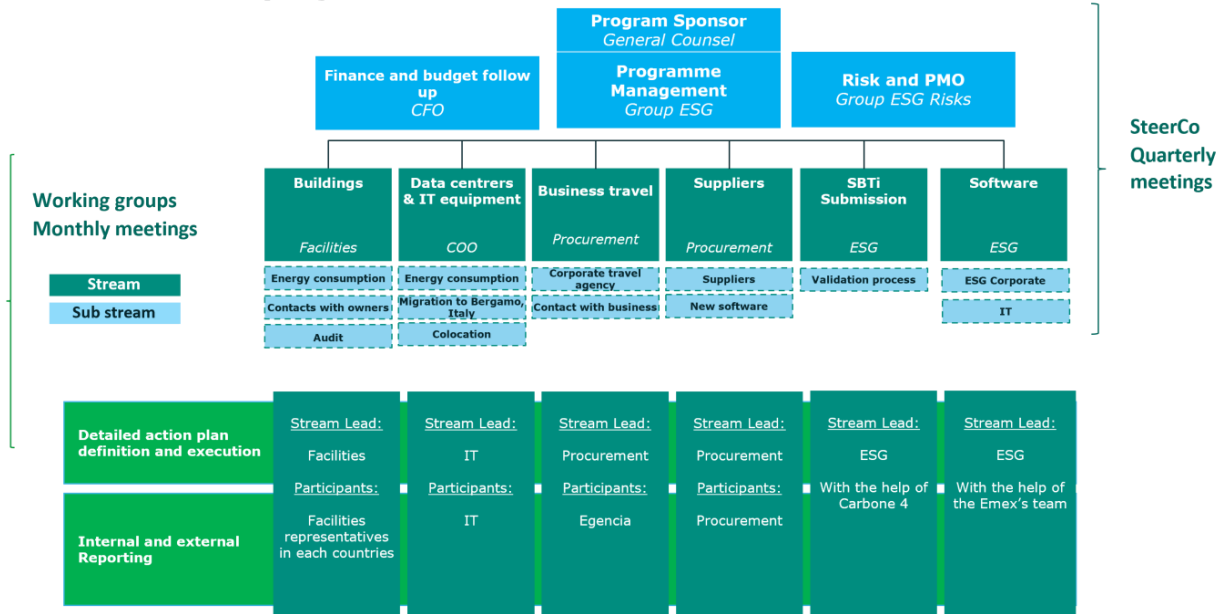 Program Sponsor
General Counsel
Finance and budget follow
up
CFO
Programme
Management
Group ESG
Risk and PMO
Group ESG Risks
SteerCo
Quarterly
meetings
Working groups
Monthly meetings
Stream
Sub stream
Buildings
Facilities
Energy consumption
Contacts with owners
Audit
Data centrers
& IT equipment
COO
Energy consumption
Migration to Bergamo,
Italy
Colocation
Business travel
Procurement
Corporate travel
agency
Contact with business
Suppliers
Procurement
Suppliers
New software
SBTi
Submission
ESG
Validation process
Software
ESG
ESG Corporate
IT
Detailed action plan
definition and execution
Internal and external
Reporting
Stream Lead:
Facilities
Participants:
Facilities
representatives
in each countries
Stream Lead:
IT
Participants:
IT
Stream Lead:
Procurement
Participants:
Egencia
Stream Lead:
Procurement
Participants:
Procurement
Stream Lead:
ESG
With the help of
Carbone 4
Stream Lead:
ESG
With the help of
the Emex's team